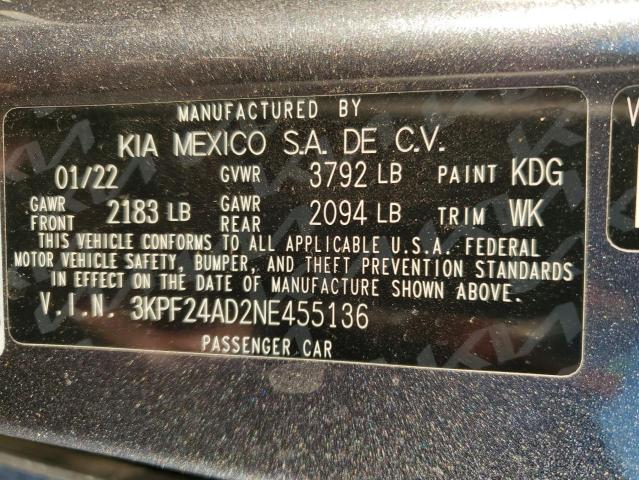 MANUFACTURED BY
KIA MEXICO S.A. DE C.V.
01/22 GVWR 3792 LB PAINT KDG
GAWR FRONT 2183 LB GAWR REAR 2094 LB TRIM WK
THIS VEHICLE CONFORMS TO ALL APPLICABLE U.S.A. FEDERAL
MOTOR VEHICLE SAFETY, BUMPER, AND THEFT PREVENTION STANDARDS
IN EFFECT ON THE DATE OF MANUFACTURE SHOWN ABOVE.
V.I.N. 3KPF24AD2NE455136
PASSENGER CAR